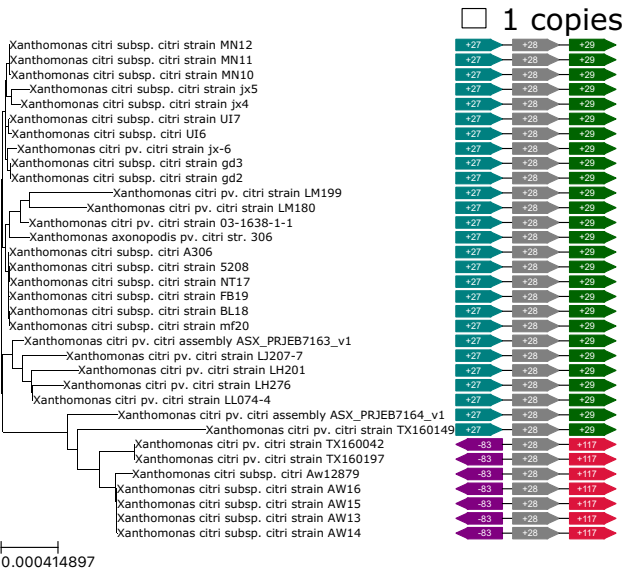 1 copies
Xanthomonas citri subsp. citri strain MN12 +27 +28 +29
Xanthomonas citri subsp. citri strain MN11 +27 +28 +29
Xanthomonas citri subsp. citri strain MN10 +27 +28 +29
Xanthomonas citri subsp. citri strain jx5 +27 +28 +29
Xanthomonas citri subsp. citri strain jx4 +27 +28 +29
Xanthomonas citri subsp. citri strain UI7 +27 +28 +29
Xanthomonas citri subsp. citri UI6 +27 +28 +29
Xanthomonas citri pv. citri strain jx-6 +27 +28 +29
Xanthomonas citri subsp. citri strain gd3 +27 +28 +29
Xanthomonas citri subsp. citri strain gd2 +27 +28 +29
Xanthomonas citri pv. citri strain LM199 +27 +28 +29
Xanthomonas citri pv. citri strain LM180 +27 +28 +29
Xanthomonas citri pv. citri strain 03-1638-1-1 +27 +28 +29
Xanthomonas axonopodis pv. citri str. 306 +27 +28 +29
Xanthomonas citri subsp. citri A306 +27 +28 +29
Xanthomonas citri subsp. citri strain 5208 +27 +28 +29
Xanthomonas citri subsp. citri strain NT17 +27 +28 +29
Xanthomonas citri subsp. citri strain FB19 +27 +28 +29
Xanthomonas citri subsp. citri strain BL18 +27 +28 +29
Xanthomonas citri subsp. citri strain mf20 +27 +28 +29
Xanthomonas citri pv. citri assembly ASX_PRJEB7163_v1 +27 +28 +29
Xanthomonas citri pv. citri strain LJ207-7 +27 +28 +29
Xanthomonas citri pv. citri strain LH201 +27 +28 +29
Xanthomonas citri pv. citri strain LH276 +27 +28 +29
Xanthomonas citri pv. citri strain LL074-4 +27 +28 +29
Xanthomonas citri pv. citri assembly ASX_PRJEB7164_v1 +27 +28 +29
Xanthomonas citri pv. citri strain TX160149 +27 +28 +29
Xanthomonas citri pv. citri strain TX160042 -83 +28 +117
Xanthomonas citri pv. citri strain TX160197 -83 +28 +117
Xanthomonas citri subsp. citri Aw12879 -83 +28 +117
Xanthomonas citri subsp. citri strain AW16 -83 +28 +117
Xanthomonas citri subsp. citri strain AW15 -83 +28 +117
Xanthomonas citri subsp. citri strain AW13 -83 +28 +117
Xanthomonas citri subsp. citri strain AW14 -83 +28 +117
0.000414897